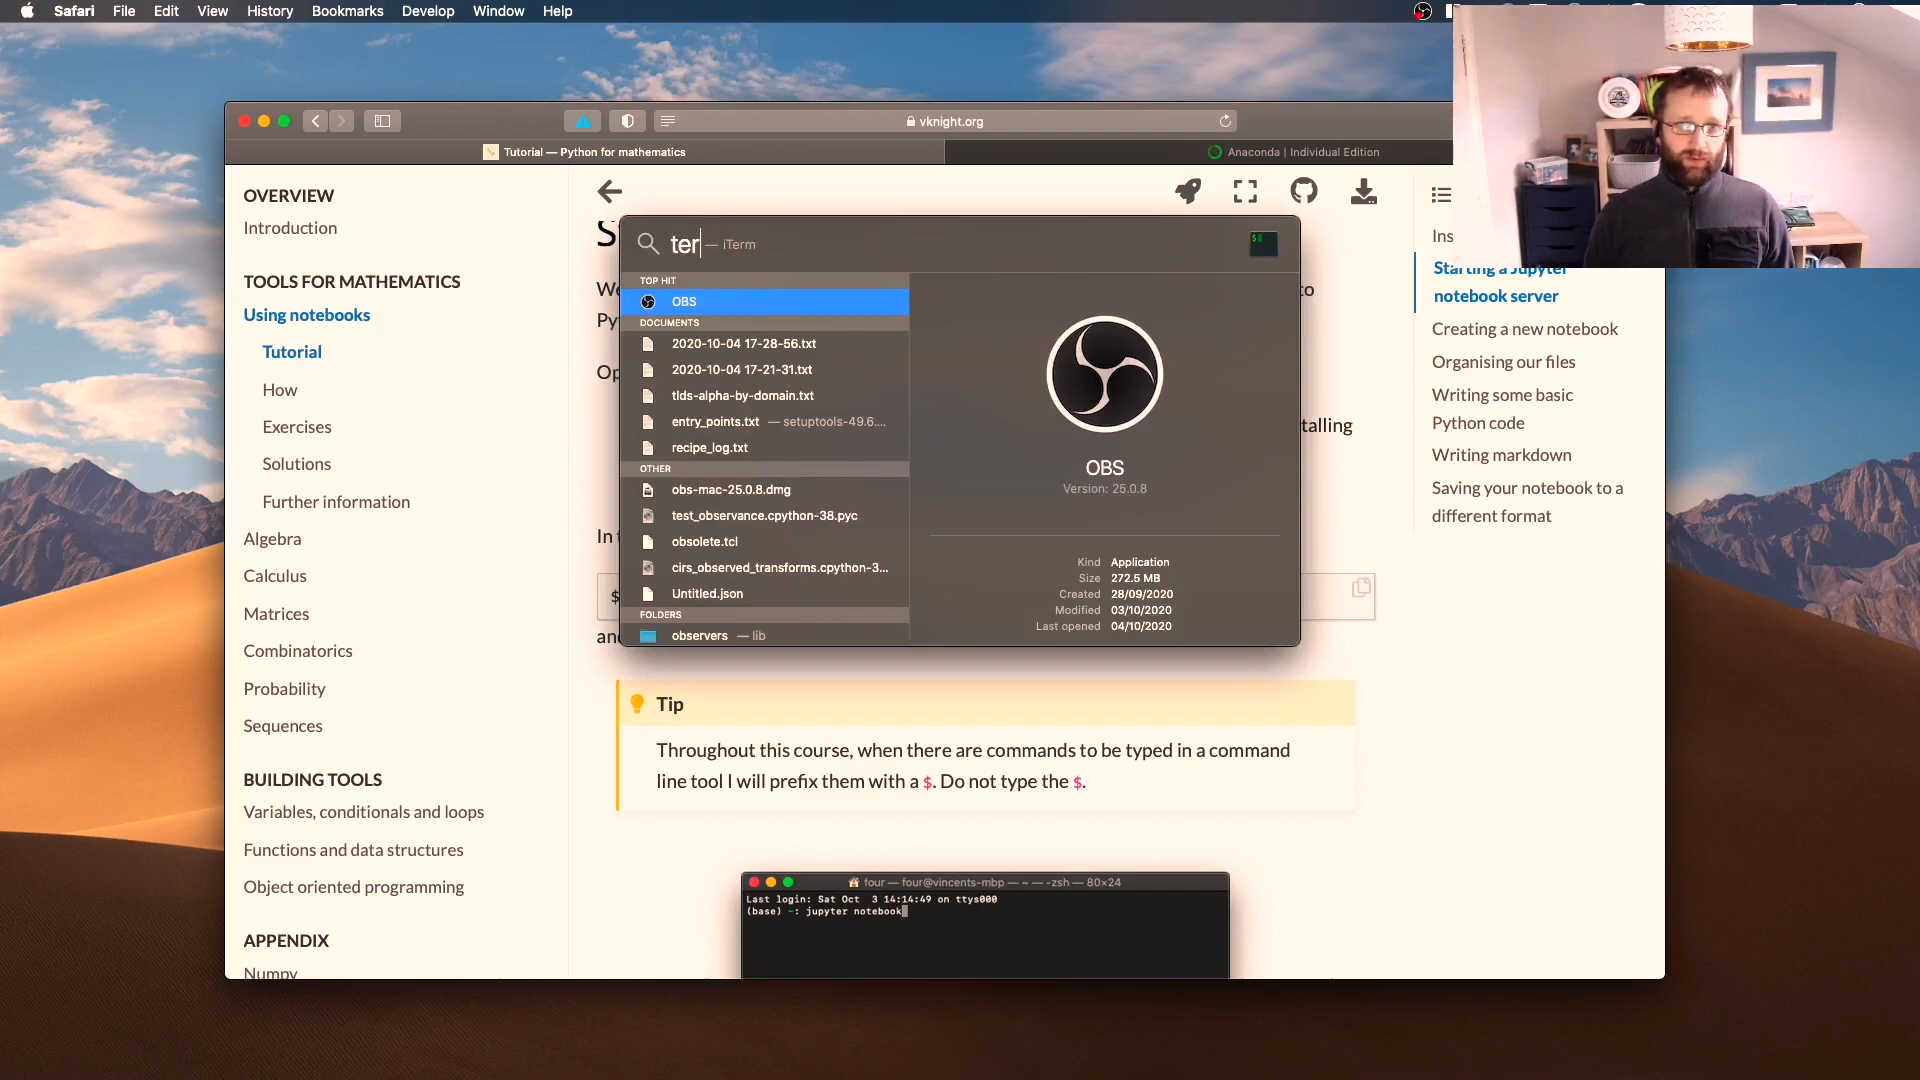 Safari File Edit View History Bookmarks Develop Window Help
vknight.org
Tutorial — Python for mathematics
Anaconda | Individual Edition
OVERVIEW
Introduction
TOOLS FOR MATHEMATICS
Using notebooks
Tutorial
How
Exercises
Solutions
Further information
Algebra
Calculus
Matrices
Combinatorics
Probability
Sequences
BUILDING TOOLS
Variables, conditionals and loops
Functions and data structures
Object oriented programming
APPENDIX
Numpy
ter — iTerm
TOP HIT
OBS
DOCUMENTS
2020-10-04 17-28-56.txt
2020-10-04 17-21-31.txt
tlds-alpha-by-domain.txt
entry_points.txt — setuptools-49.6....
recipe_log.txt
OTHER
obs-mac-25.0.8.dmg
test_observance.cpython-38.pyc
obsolete.tcl
cirs_observed_transforms.cpython-3...
Untitled.json
FOLDERS
observers — lib
OBS
Version: 25.0.8
Kind Application
Size 272.5 MB
Created 28/09/2020
Modified 03/10/2020
Last opened 04/10/2020
We
to
Py
Op
talling
In
$
and
Tip
Throughout this course, when there are commands to be typed in a command
line tool I will prefix them with a $. Do not type the $.
four — four@vincents-mbp — ~ — -zsh — 80×24
Last login: Sat Oct 3 14:14:49 on ttys000
(base) ~: jupyter notebook
Ins
Starting a Jupyter
notebook server
Creating a new notebook
Organising our files
Writing some basic
Python code
Writing markdown
Saving your notebook to a
different format